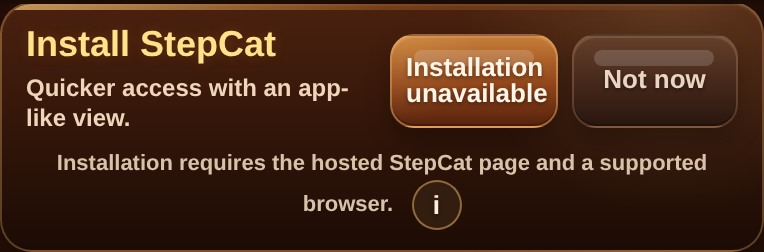 Install StepCat
Quicker access with an app-
like view.
Installation
unavailable
Not now
Installation requires the hosted StepCat page and a supported
browser. i